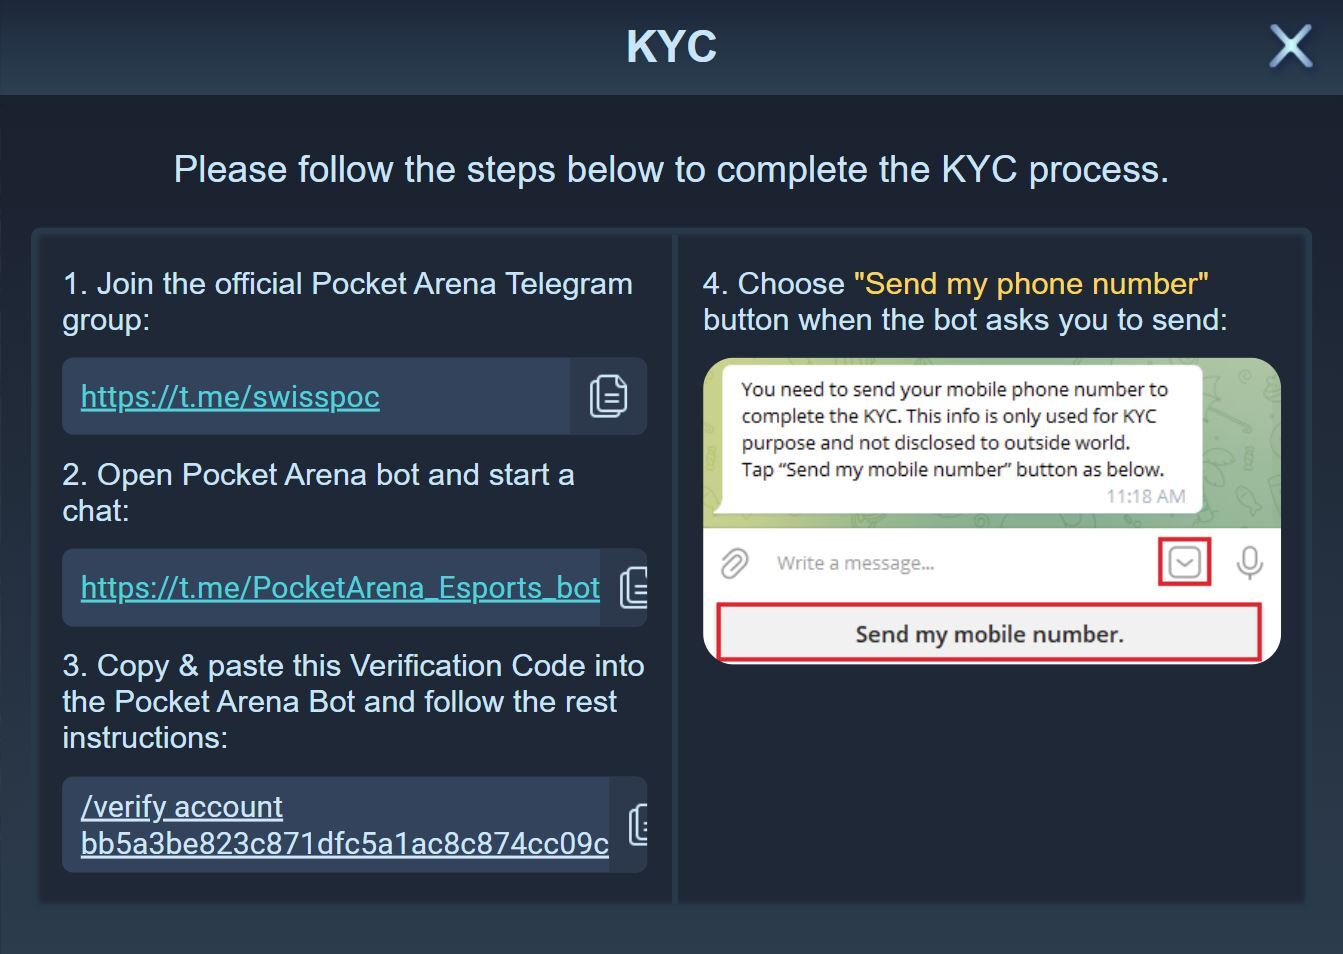 KYC
Please follow the steps below to complete the KYC process.
1. Join the official Pocket Arena Telegram
group:
https://t.me/swisspoc
2. Open Pocket Arena bot and start a
chat:
https://t.me/PocketArena_Esports_bot
3. Copy & paste this Verification Code into
the Pocket Arena Bot and follow the rest
instructions:
/verify account
bb5a3be823c871dfc5a1ac8c874cc09c
4. Choose "Send my phone number"
button when the bot asks you to send:
You need to send your mobile phone number to
complete the KYC. This info is only used for KYC
purpose and not disclosed to outside world.
Tap “Send my mobile number” button as below.
11:18 AM
Write a message...
Send my mobile number.